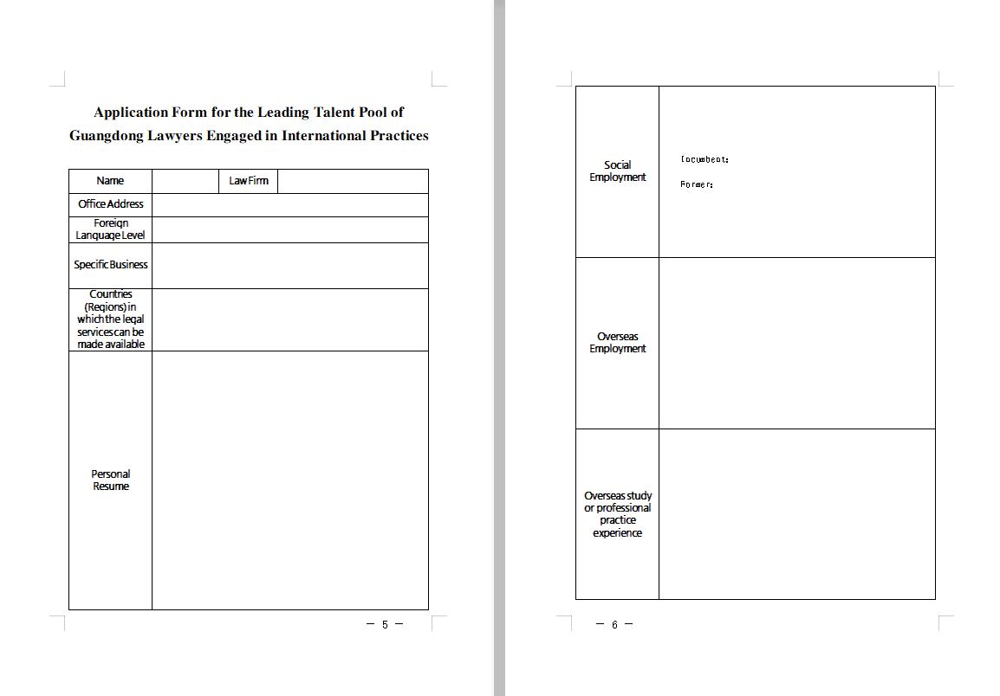 Application Form for the Leading Talent Pool of
Guangdong Lawyers Engaged in International Practices
Name
Law Firm
Office Address
Foreign
Language Level
Specific Business
Countries
(Regions) in
which the legal
services can be
made available
Personal
Resume
— 5 —
Social
Employment
Incumbent:
Former:
Overseas
Employment
Overseas study
or professional
practice
experience
— 6 —